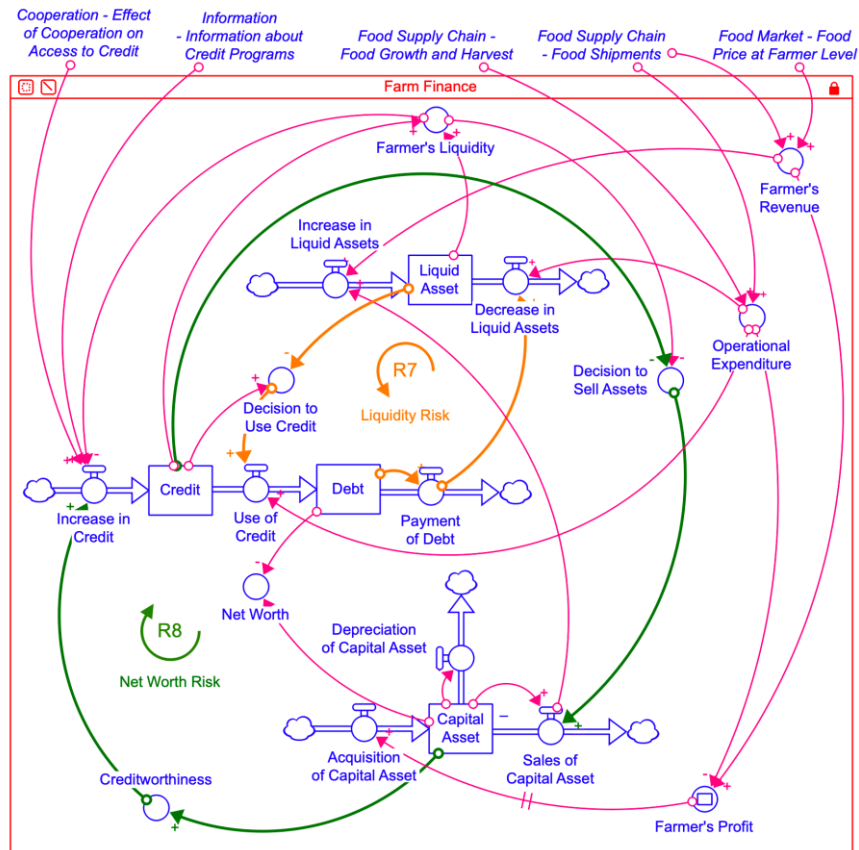 Cooperation - Effect
of Cooperation on
Access to Credit
Information
- Information about
Credit Programs
Food Supply Chain -
Food Growth and Harvest
Food Supply Chain
- Food Shipments
Food Market - Food
Price at Farmer Level
Farm Finance
Farmer's Liquidity
Farmer's
Revenue
Increase in
Liquid Assets
Liquid
Asset
Decrease in
Liquid Assets
Operational
Expenditure
R7
Liquidity Risk
Decision to
Use Credit
Decision to
Sell Assets
Credit
Debt
Increase in
Credit
Use of
Credit
Payment
of Debt
Net Worth
R8
Net Worth Risk
Depreciation
of Capital Asset
Capital
Asset
Acquisition
of Capital Asset
Sales of
Capital Asset
Creditworthiness
Farmer's Profit